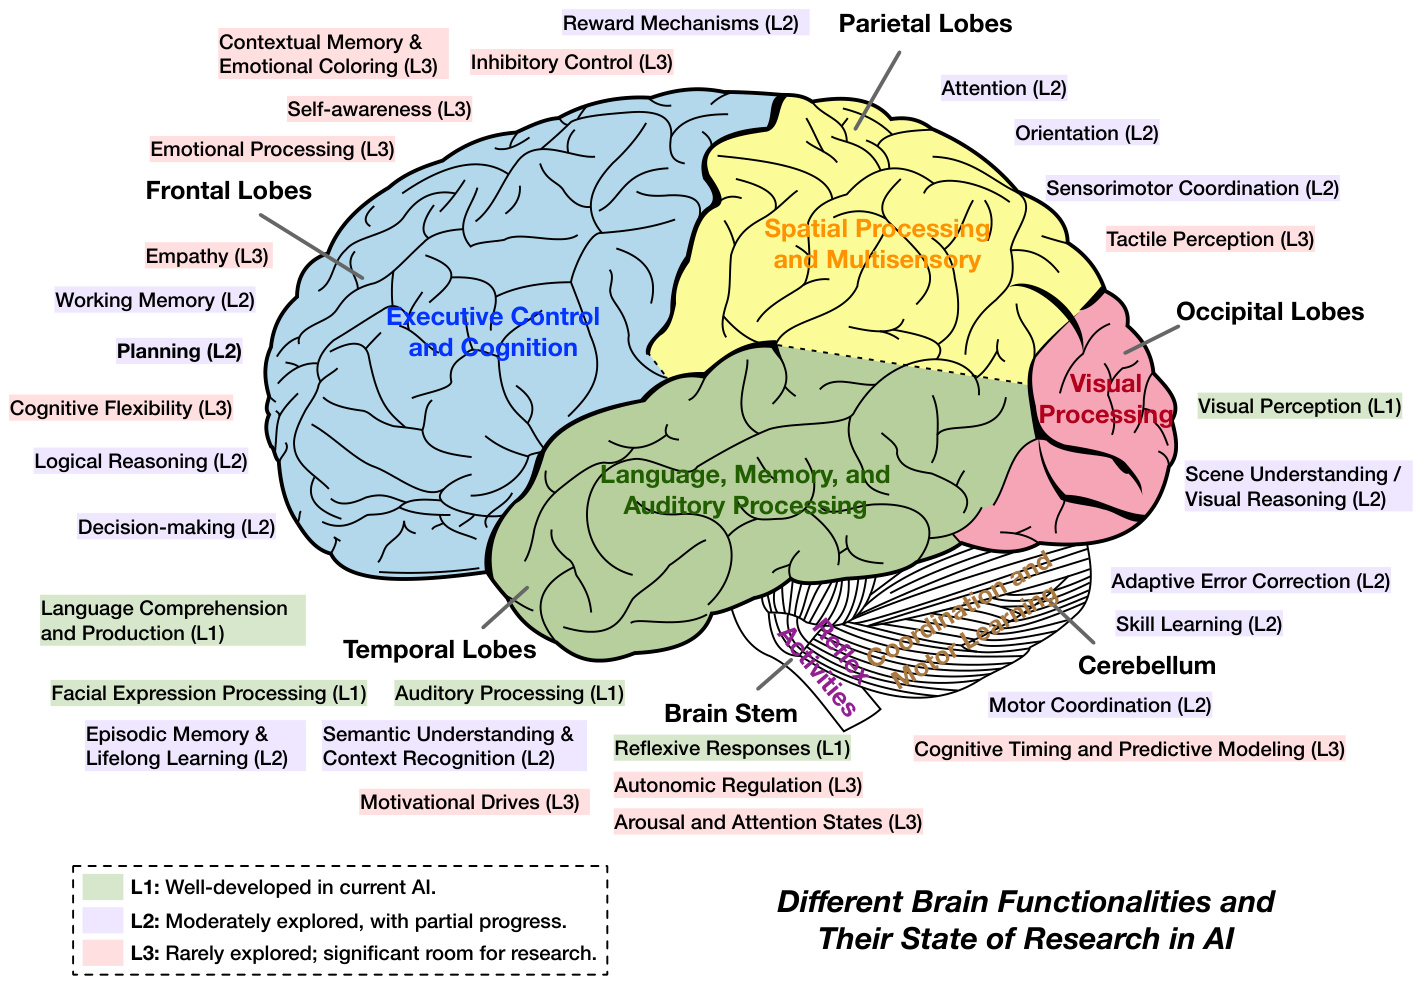 Reward Mechanisms (L2)
Parietal Lobes
Contextual Memory &
Emotional Coloring (L3)
Inhibitory Control (L3)
Attention (L2)
Self-awareness (L3)
Orientation (L2)
Emotional Processing (L3)
Frontal Lobes
Sensorimotor Coordination (L2)
Spatial Processing
and Multisensory
Tactile Perception (L3)
Empathy (L3)
Working Memory (L2)
Occipital Lobes
Executive Control
and Cognition
Planning (L2)
Visual
Processing
Cognitive Flexibility (L3)
Visual Perception (L1)
Logical Reasoning (L2)
Language, Memory, and
Auditory Processing
Scene Understanding /
Visual Reasoning (L2)
Decision-making (L2)
Coordination and
Motor Learning
Adaptive Error Correction (L2)
Language Comprehension
and Production (L1)
Skill Learning (L2)
Reflex
Activities
Temporal Lobes
Cerebellum
Facial Expression Processing (L1)
Auditory Processing (L1)
Motor Coordination (L2)
Brain Stem
Episodic Memory &
Lifelong Learning (L2)
Semantic Understanding &
Context Recognition (L2)
Reflexive Responses (L1)
Cognitive Timing and Predictive Modeling (L3)
Autonomic Regulation (L3)
Motivational Drives (L3)
Arousal and Attention States (L3)
L1: Well-developed in current AI.
L2: Moderately explored, with partial progress.
L3: Rarely explored; significant room for research.
Different Brain Functionalities and
Their State of Research in AI